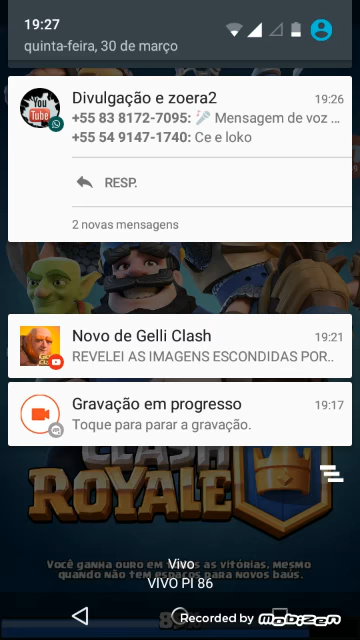 19:27
quinta-feira, 30 de março
You
Tube
Divulgação e zoera2
19:26
+55 83 8172-7095: 🎤 Mensagem de voz ...
+55 54 9147-1740: Ce e loko
RESP.
2 novas mensagens
Novo de Gelli Clash
19:21
REVELEI AS IMAGENS ESCONDIDAS POR..
Gravação em progresso
19:17
Toque para parar a gravação.
CLASH
ROYALE
Você ganha ouro em todas as vitórias, mesmo
quando não tem espaços para novos baús.
Vivo
VIVO PI 86
Recorded by mobizen